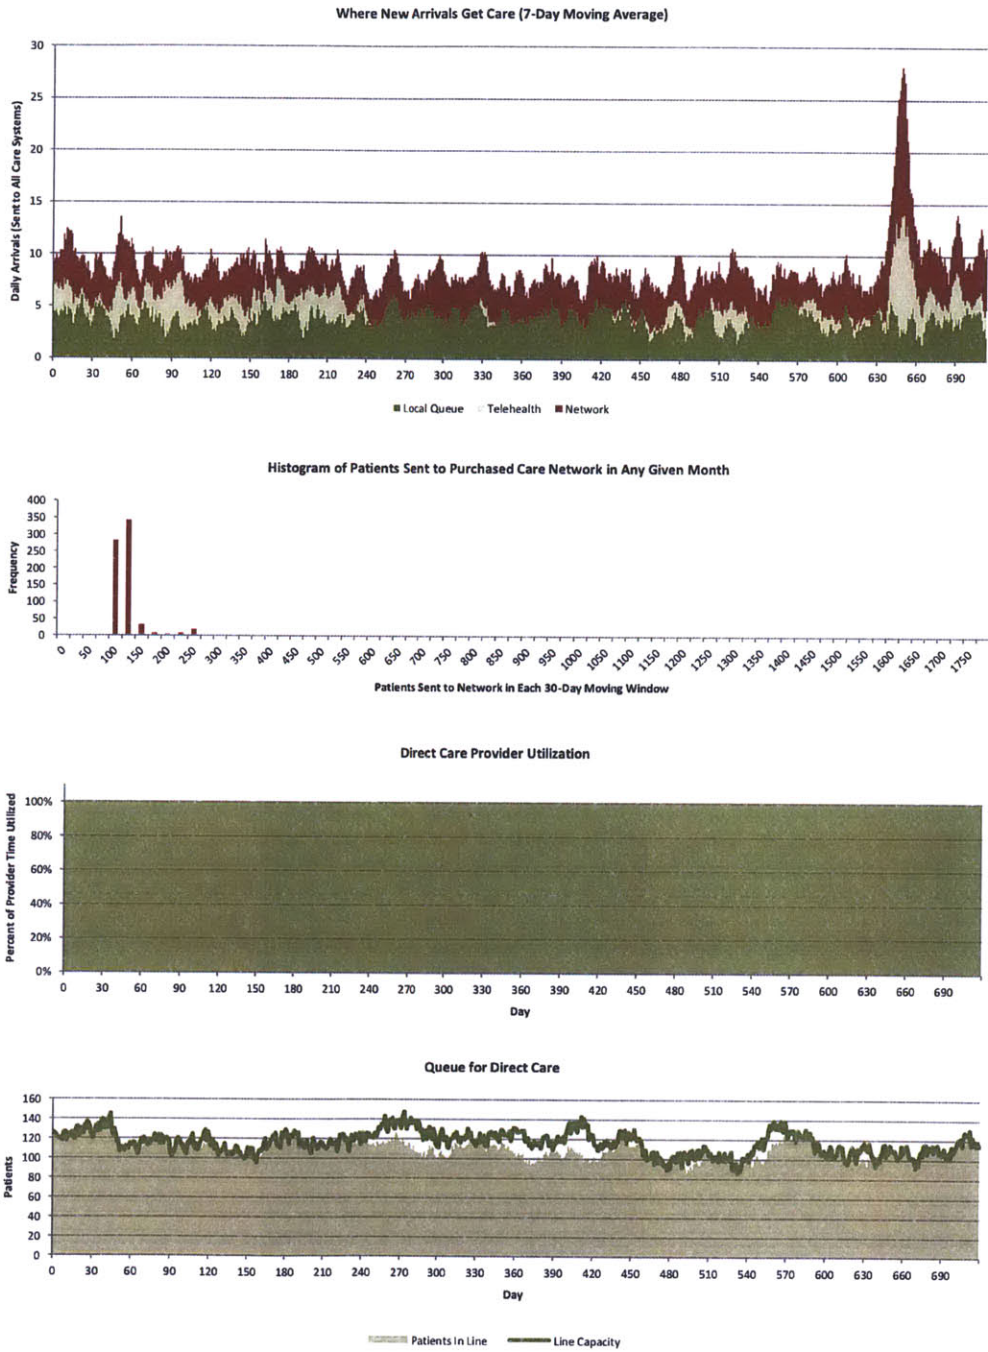 Where New Arrivals Get Care (7-Day Moving Average)
Daily Arrivals (Sent to All Care Systems)
30
25
20
15
10
5
0
0 30 60 90 120 150 180 210 240 270 300 330 360 390 420 450 480 510 540 570 600 630 660 690
Local Queue Telehealth Network
Histogram of Patients Sent to Purchased Care Network in Any Given Month
Frequency
400
350
300
250
200
150
100
50
0
0 50 100 150 200 250 300 350 400 450 500 550 600 650 700 750 800 850 900 950 1000 1050 1100 1150 1200 1250 1300 1350 1400 1450 1500 1550 1600 1650 1700 1750
Patients Sent to Network in Each 30-Day Moving Window
Direct Care Provider Utilization
Percent of Provider Time Utilized
100%
80%
60%
40%
20%
0%
0 30 60 90 120 150 180 210 240 270 300 330 360 390 420 450 480 510 540 570 600 630 660 690
Day
Queue for Direct Care
Patients
160
140
120
100
80
60
40
20
0
0 30 60 90 120 150 180 210 240 270 300 330 360 390 420 450 480 510 540 570 600 630 660 690
Day
Patients In Line Line Capacity